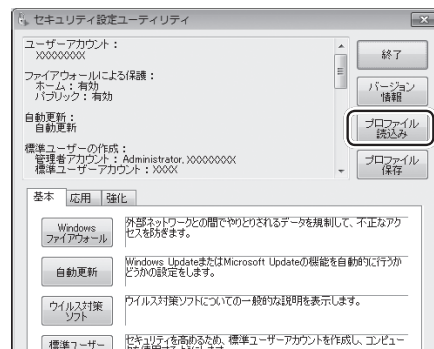 セキュリティ設定ユーティリティ
ユーザーアカウント：
XXXXXXXX
ファイアウォールによる保護：
ホーム：有効
パブリック：有効
自動更新：
自動更新
標準ユーザーの作成：
管理者アカウント：Administrator, XXXXXXXX
標準ユーザーアカウント：XXXX
終了
バージョン
情報
プロファイル
読込み
プロファイル
保存
基本 応用 強化
Windows
ファイアウォール
外部ネットワークとの間でやりとりされるデータを規制して、不正なアク
セスを防ぎます。
自動更新
Windows UpdateまたはMicrosoft Updateの機能を自動的に行うか
どうかの設定をします。
ウイルス対策
ソフト
ウイルス対策ソフトについての一般的な説明を表示します。
標準ユーザー
セキュリティを高めるため、標準ユーザーアカウントを作成し、コンピュー